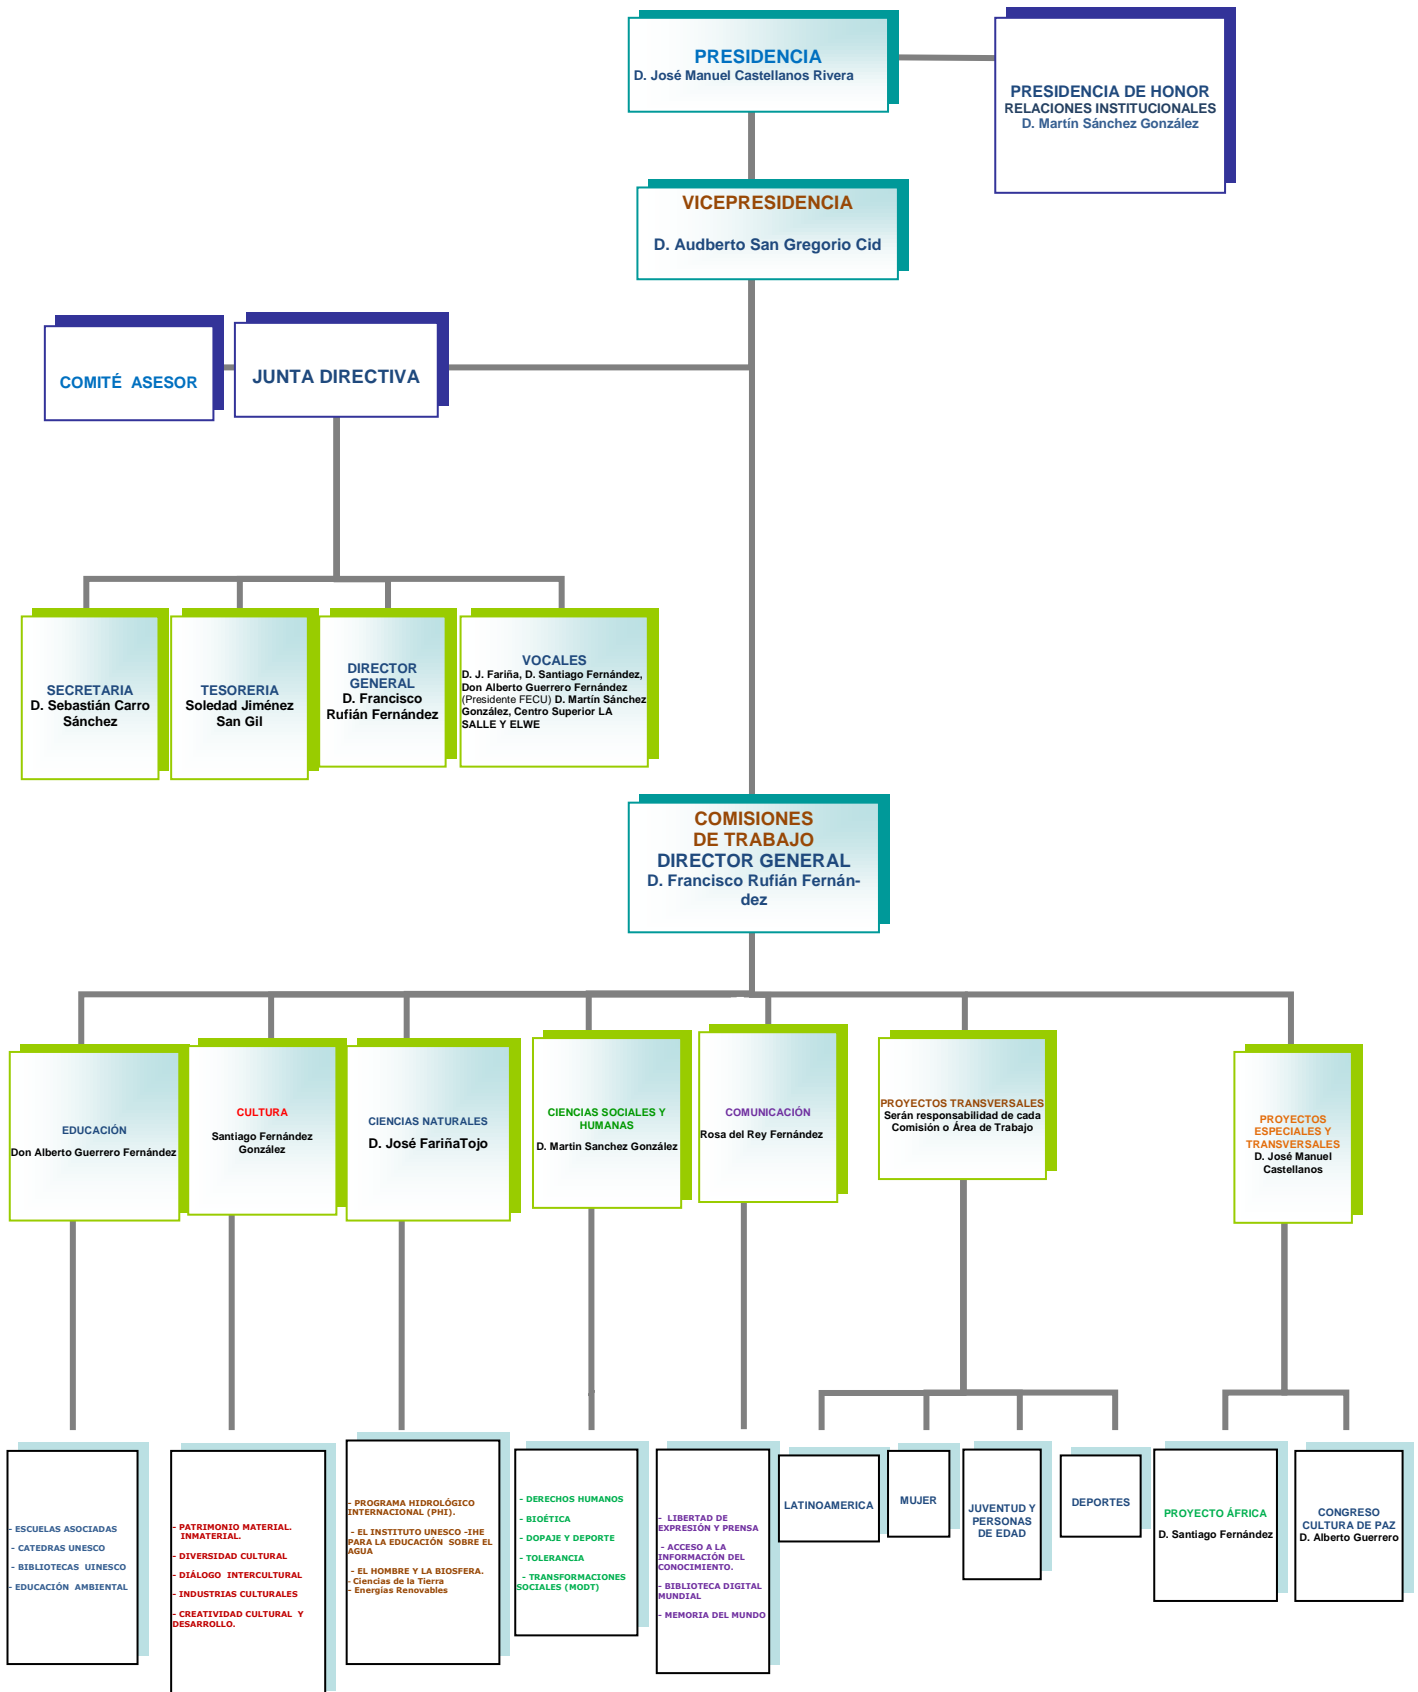 PRESIDENCIA
D. José Manuel Castellanos Rivera
PRESIDENCIA DE HONOR
RELACIONES INSTITUCIONALES
D. Martín Sánchez González
VICEPRESIDENCIA
D. Audberto San Gregorio Cid
COMITÉ ASESOR
JUNTA DIRECTIVA
SECRETARIA
D. Sebastián Carro
Sánchez
TESORERIA
Soledad Jiménez
San Gil
DIRECTOR
GENERAL
D. Francisco
Rufián Fernández
VOCALES
D. J. Fariña, D. Santiago Fernández,
Don Alberto Guerrero Fernández
(Presidente FECU) D. Martín Sánchez
González, Centro Superior LA
SALLE Y ELWE
COMISIONES
DE TRABAJO
DIRECTOR GENERAL
D. Francisco Rufián Fernán-
dez
EDUCACIÓN
Don Alberto Guerrero Fernández
CULTURA
Santiago Fernández
González
CIENCIAS NATURALES
D. José FariñaTojo
CIENCIAS SOCIALES Y
HUMANAS
D. Martin Sanchez González
COMUNICACIÓN
Rosa del Rey Fernández
PROYECTOS TRANSVERSALES
Serán responsabilidad de cada
Comisión o Área de Trabajo
PROYECTOS
ESPECIALES Y
TRANSVERSALES
D. José Manuel
Castellanos
- ESCUELAS ASOCIADAS
- CATEDRAS UNESCO
- BIBLIOTECAS UINESCO
- EDUCACIÓN AMBIENTAL
- PATRIMONIO MATERIAL.
INMATERIAL.
- DIVERSIDAD CULTURAL
- DIÁLOGO INTERCULTURAL
- INDUSTRIAS CULTURALES
- CREATIVIDAD CULTURAL Y
DESARROLLO.
- PROGRAMA HIDROLÓGICO
INTERNACIONAL (PHI).
- EL INSTITUTO UNESCO -IHE
PARA LA EDUCACIÓN SOBRE EL
AGUA
- EL HOMBRE Y LA BIOSFERA.
- Ciencias de la Tierra
- Energías Renovables
- DERECHOS HUMANOS
- BIOÉTICA
- DOPAJE Y DEPORTE
- TOLERANCIA
- TRANSFORMACIONES
SOCIALES (MODT)
- LIBERTAD DE
EXPRESIÓN Y PRENSA
- ACCESO A LA
INFORMACIÓN DEL
CONOCIMIENTO.
- BIBLIOTECA DIGITAL
MUNDIAL
- MEMORIA DEL MUNDO
LATINOAMERICA
MUJER
JUVENTUD Y
PERSONAS
DE EDAD
DEPORTES
PROYECTO ÁFRICA
D. Santiago Fernández
CONGRESO
CULTURA DE PAZ
D. Alberto Guerrero